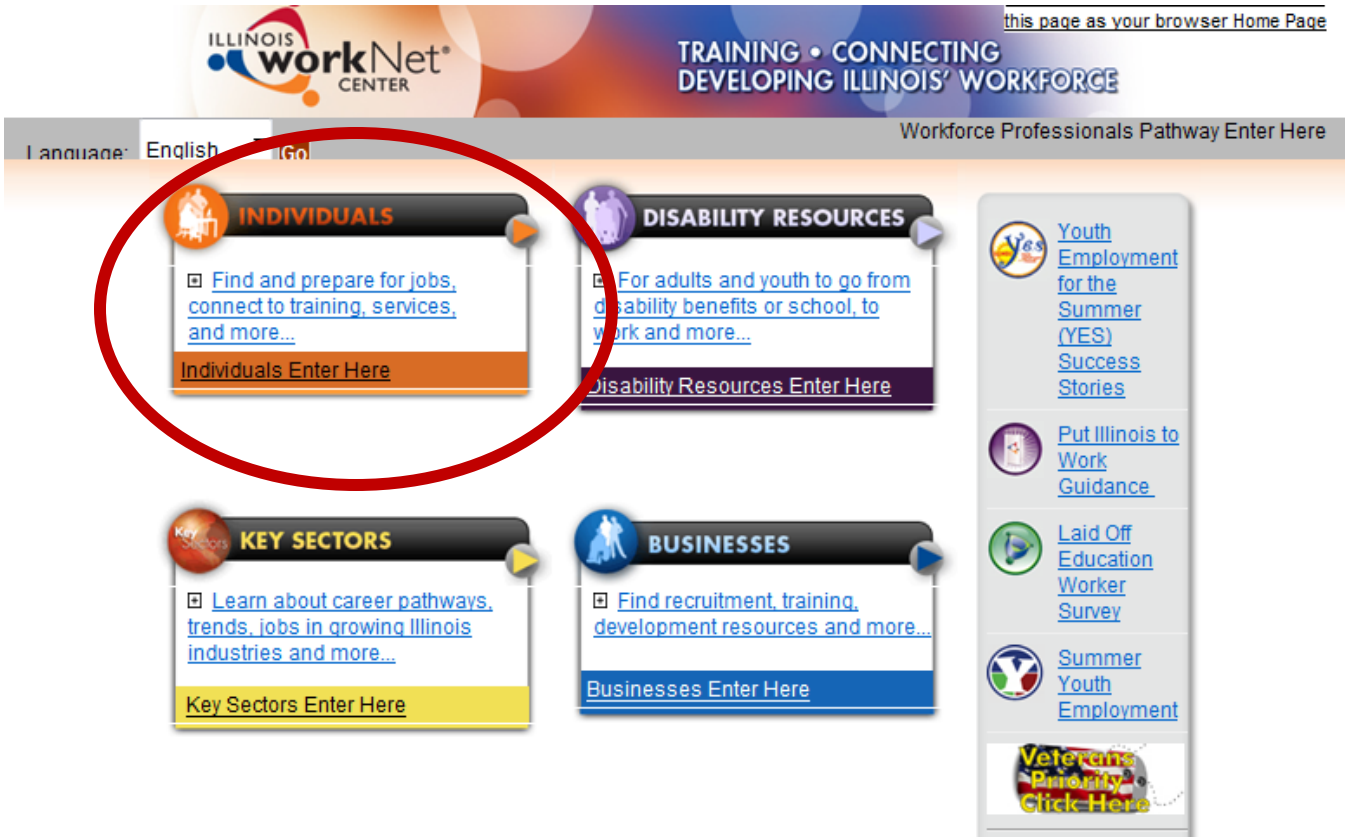 this page as your browser Home Page
ILLINOIS
workNet®
CENTER
TRAINING • CONNECTING
DEVELOPING ILLINOIS' WORKFORCE
Workforce Professionals Pathway Enter Here
Language: English Go
INDIVIDUALS
Find and prepare for jobs,
connect to training, services,
and more...
Individuals Enter Here
DISABILITY RESOURCES
For adults and youth to go from
disability benefits or school, to
work and more...
Disability Resources Enter Here
Key Sectors
KEY SECTORS
Learn about career pathways,
trends, jobs in growing Illinois
industries and more...
Key Sectors Enter Here
BUSINESSES
Find recruitment, training,
development resources and more...
Businesses Enter Here
Yes
Youth
Employment
for the
Summer
(YES)
Success
Stories
Put Illinois to
Work
Guidance
Laid Off
Education
Worker
Survey
Y
Summer
Youth
Employment
Veterans
Priority
Click Here